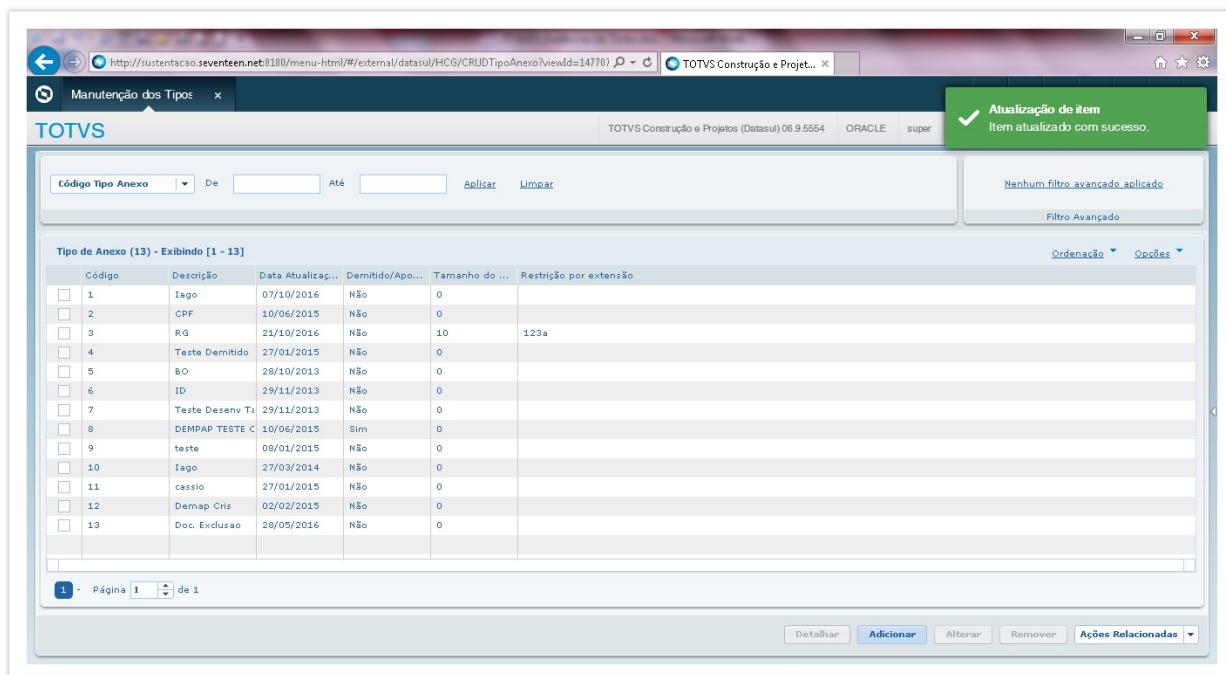 http://sustentacao.seventeen.net:8180/menu-html/#/external/datasul/HCG/CRUDTipoAnexo?viewId=147707
TOTVS Construção e Projet... ×
Manutenção dos Tipos ×
Atualização de item
Item atualizado com sucesso.
TOTVS
TOTVS Construção e Projetos (Datasul) 06.9.5554 ORACLE super
Código Tipo Anexo De Até Aplicar Limpar
Nenhum filtro avançado aplicado
Filtro Avançado
Tipo de Anexo (13) - Exibindo [1 - 13] Ordenação Opções
Código Descrição Data Atualizaç... Demitido/Apo... Tamanho do ... Restrição por extensão
1 Iago 07/10/2016 Não 0
2 CPF 10/06/2015 Não 0
3 RG 21/10/2016 Não 10 123a
4 Teste Demitido 27/01/2015 Não 0
5 BO 28/10/2013 Não 0
6 ID 29/11/2013 Não 0
7 Teste Desenv Ta 29/11/2013 Não 0
8 DEMPAP TESTE C 10/06/2015 Sim 0
9 teste 08/01/2015 Não 0
10 Iago 27/03/2014 Não 0
11 cassio 27/01/2015 Não 0
12 Demap Cris 02/02/2015 Não 0
13 Doc. Exclusao 28/05/2016 Não 0
1 - Página 1 de 1
Detalhar Adicionar Alterar Remover Ações Relacionadas